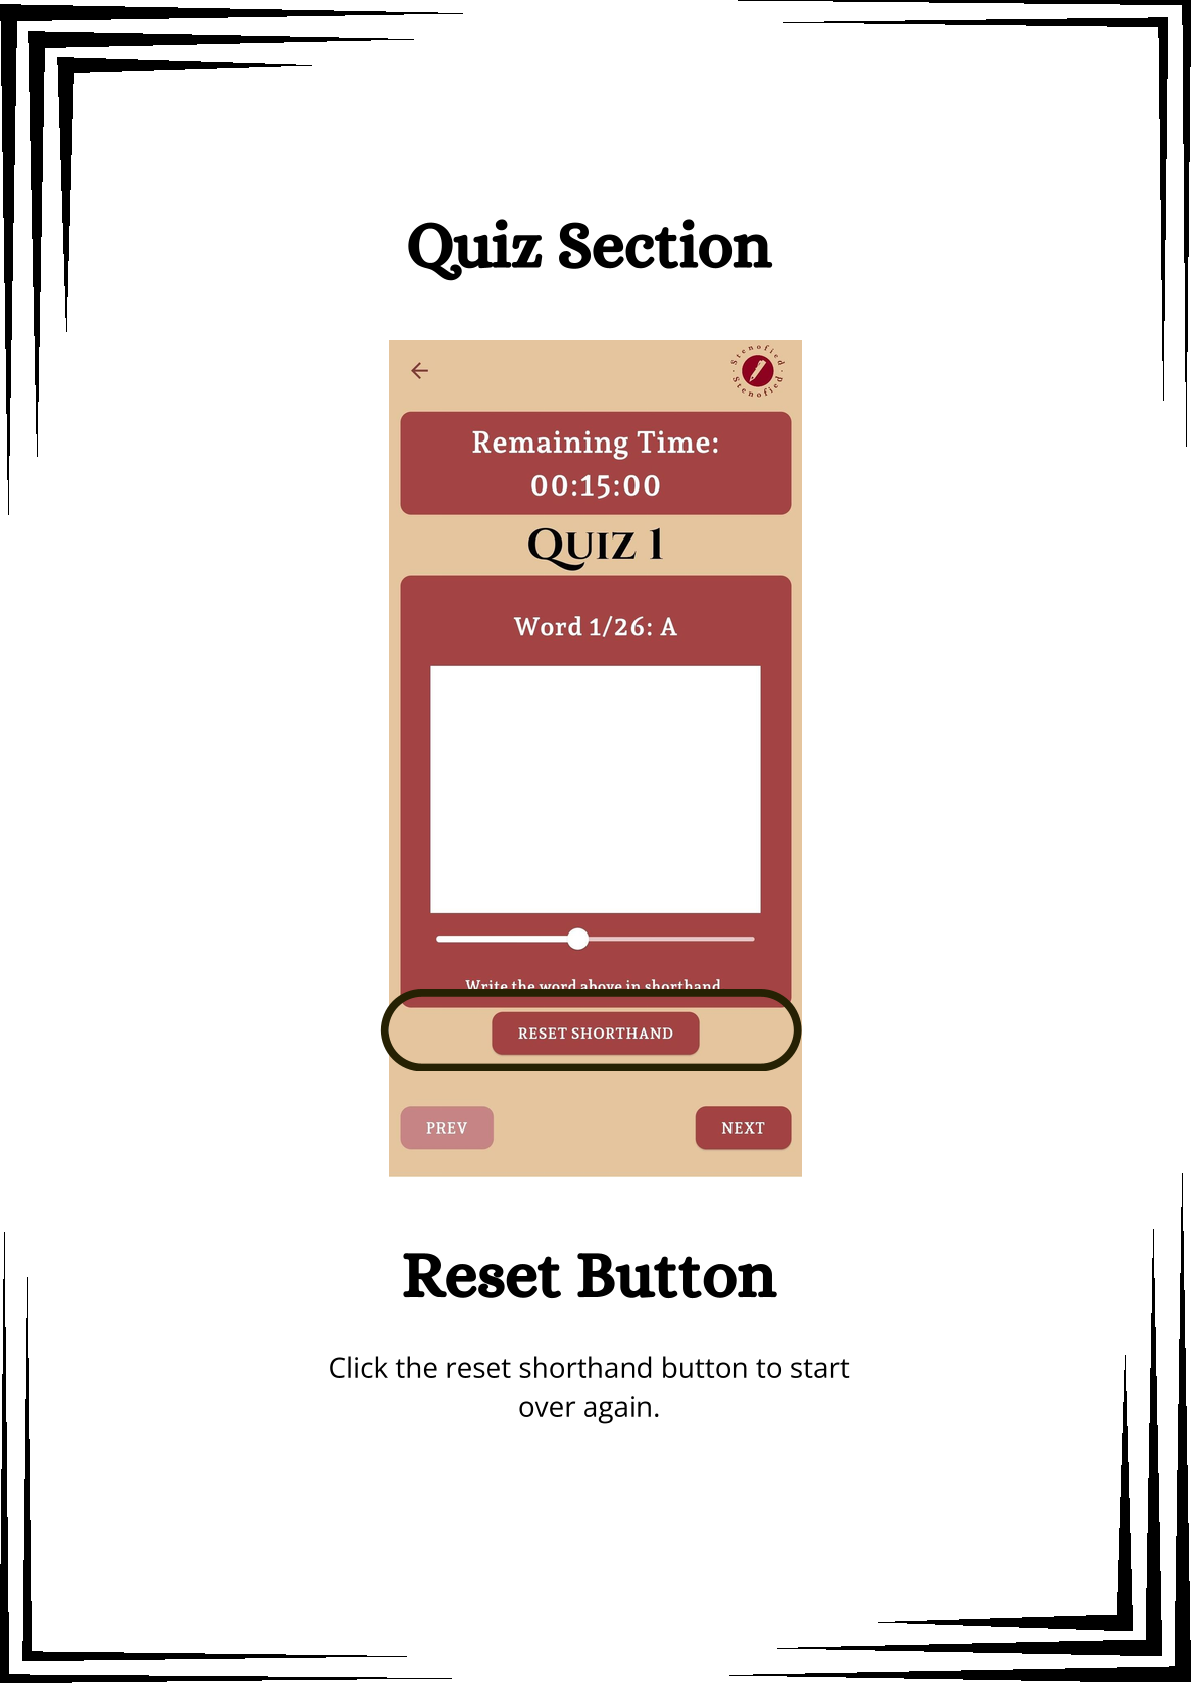 Quiz Section
Stenofied · Stenofied ·
Remaining Time:
00:15:00
Quiz 1
Word 1/26: A
Write the word above in shorthand
RESET SHORTHAND
PREV
NEXT
Reset Button
Click the reset shorthand button to start
over again.